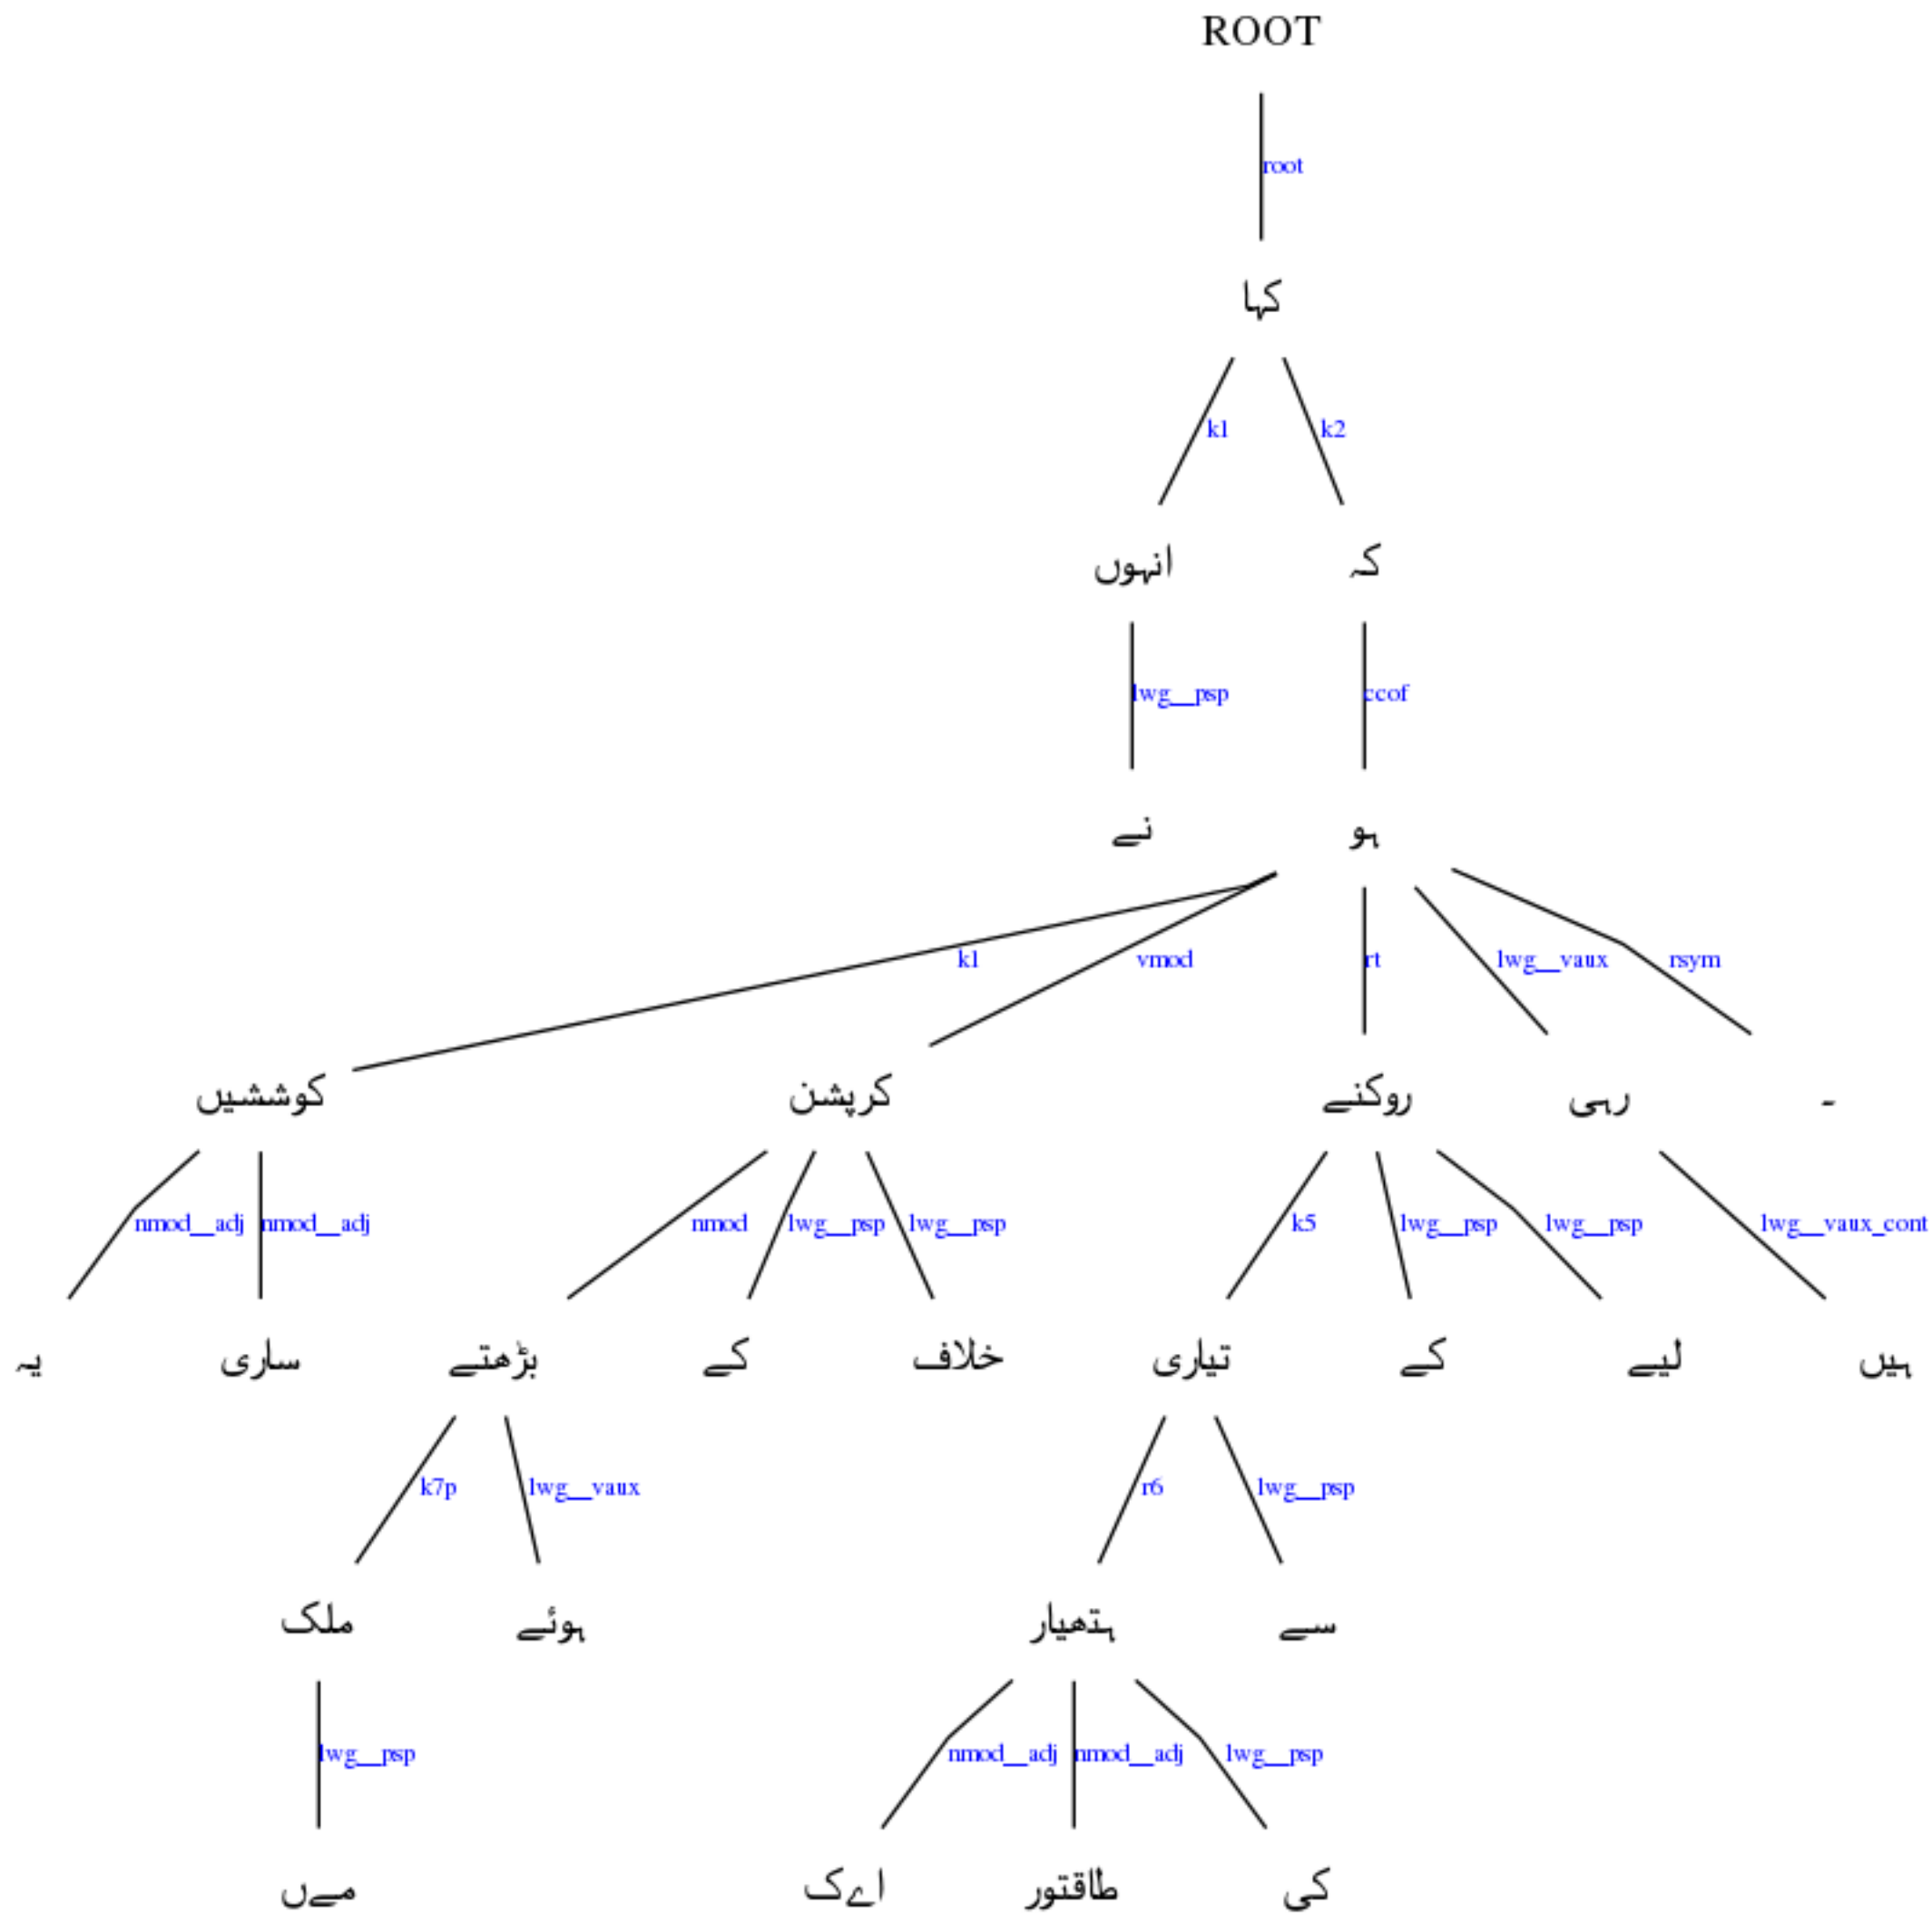 ROOT
root
کہا
k1 k2
انہوں کہ
lwg__psp ccof
نے ہو
k1 vmod rt lwg__vaux rsym
کوششیں کرپشن روکنے رہی ۔
nmod__adj nmod__adj nmod lwg__psp lwg__psp k5 lwg__psp lwg__psp lwg__vaux_cont
یہ ساری بڑھتے کے خلاف تیاری کے لیے ہیں
k7p lwg__vaux r6 lwg__psp
ملک ہوئے ہتھیار سے
lwg__psp nmod__adj nmod__adj lwg__psp
مےں اےک طاقتور کی